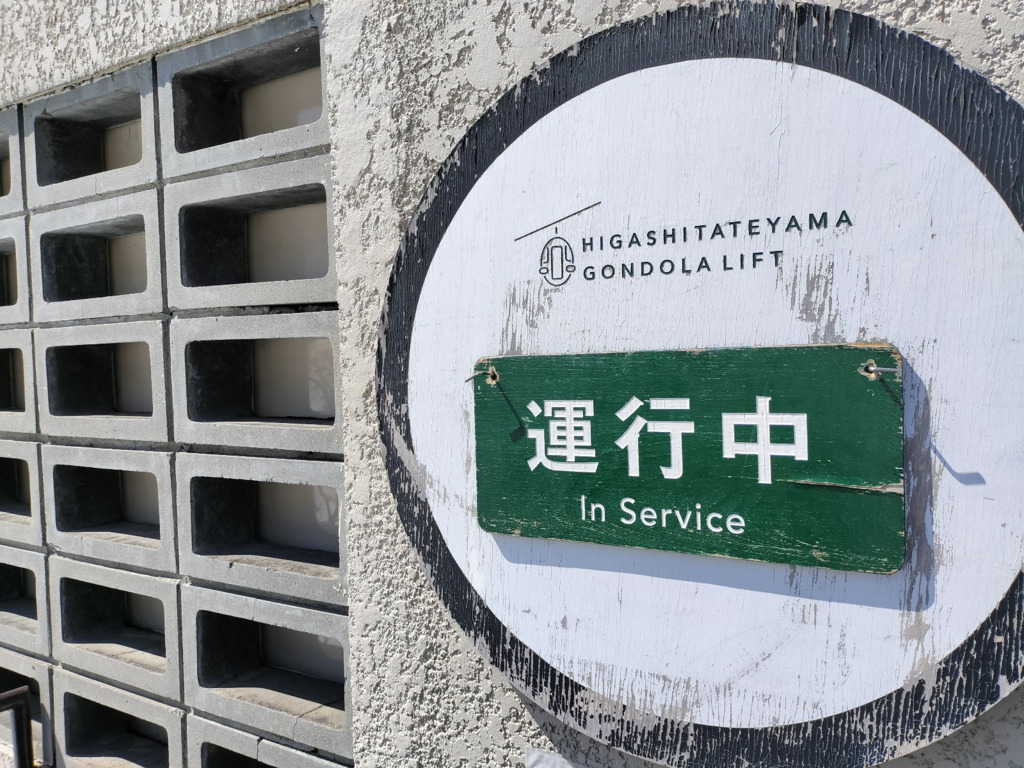 HIGASHITATEYAMA
GONDOLA LIFT
運行中
In Service